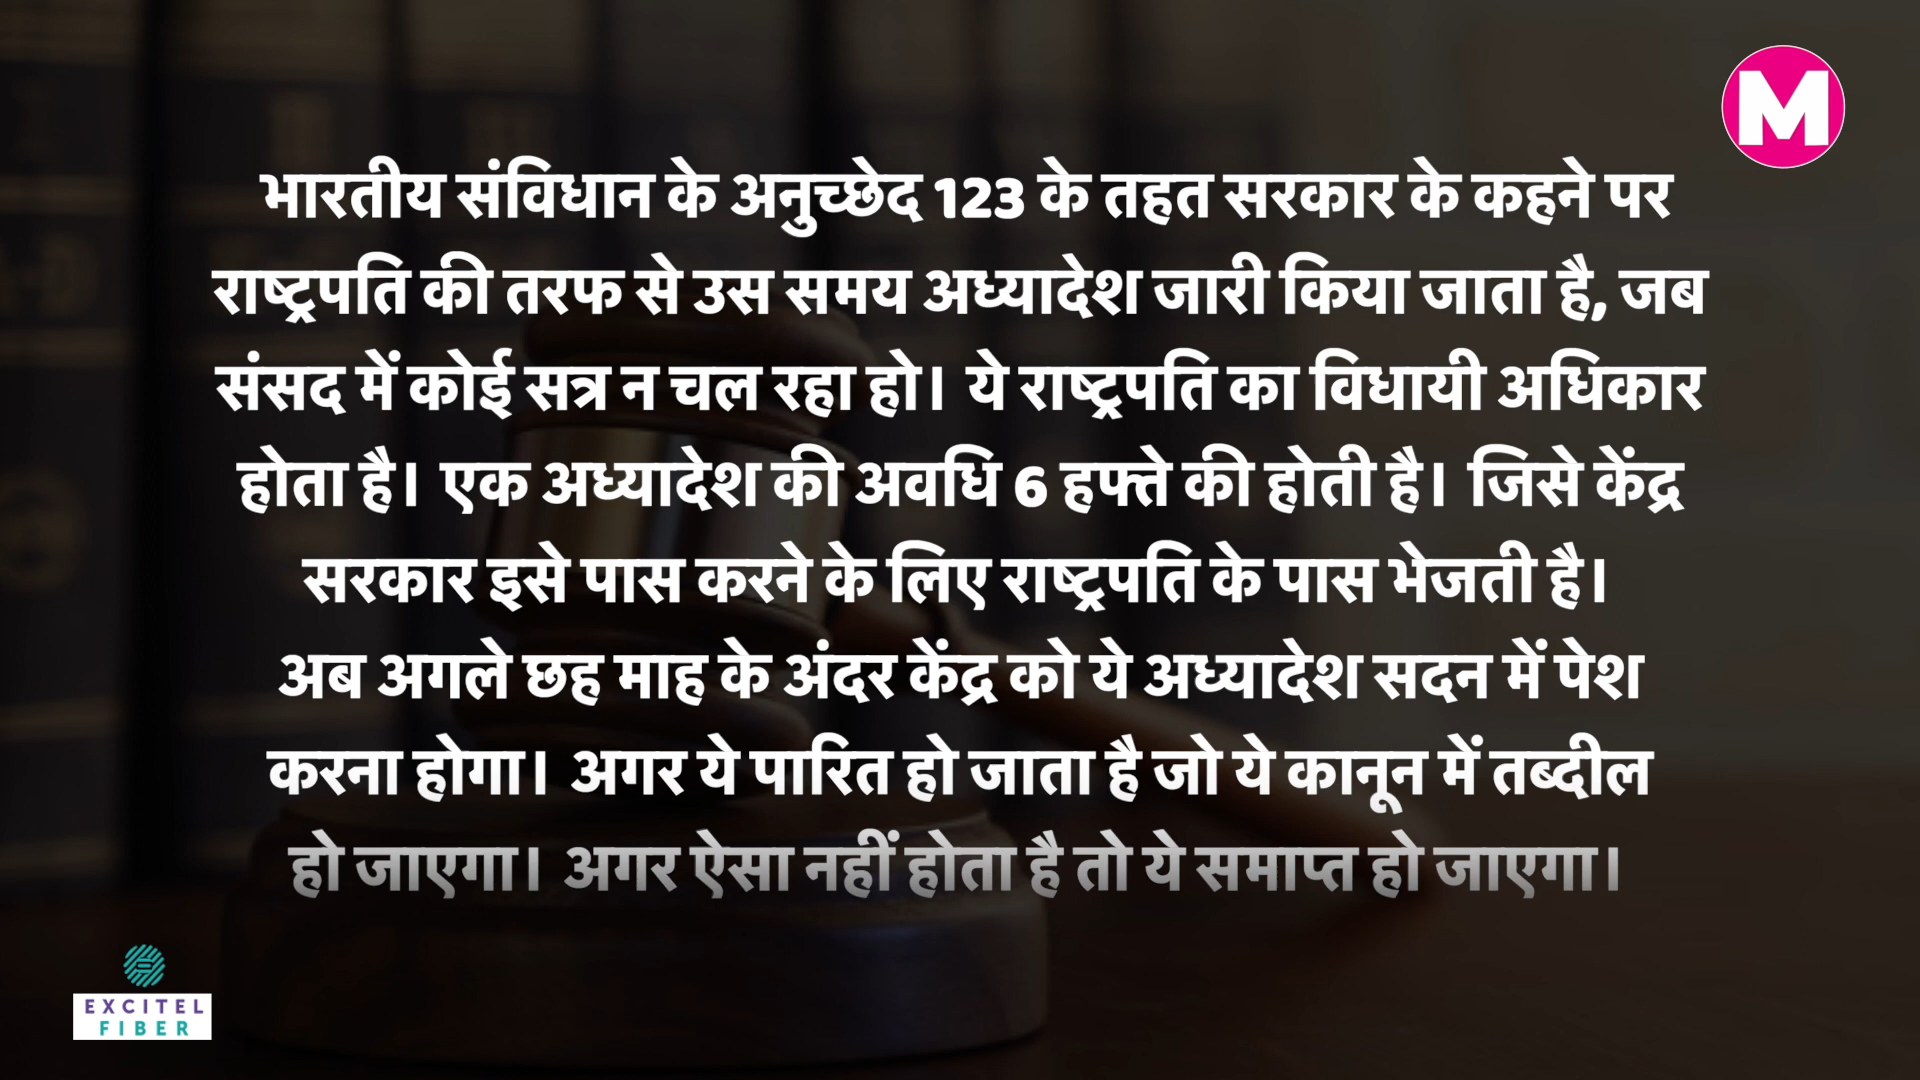 M
भारतीय संविधान के अनुच्छेद 123 के तहत सरकार के कहने पर
राष्ट्रपति की तरफ से उस समय अध्यादेश जारी किया जाता है, जब
संसद में कोई सत्र न चल रहा हो। ये राष्ट्रपति का विधायी अधिकार
होता है। एक अध्यादेश की अवधि 6 हफ्ते की होती है। जिसे केंद्र
सरकार इसे पास करने के लिए राष्ट्रपति के पास भेजती है।
अब अगले छह माह के अंदर केंद्र को ये अध्यादेश सदन में पेश
करना होगा। अगर ये पारित हो जाता है जो ये कानून में तब्दील
हो जाएगा। अगर ऐसा नहीं होता है तो ये समाप्त हो जाएगा।
EXCITEL
FIBER